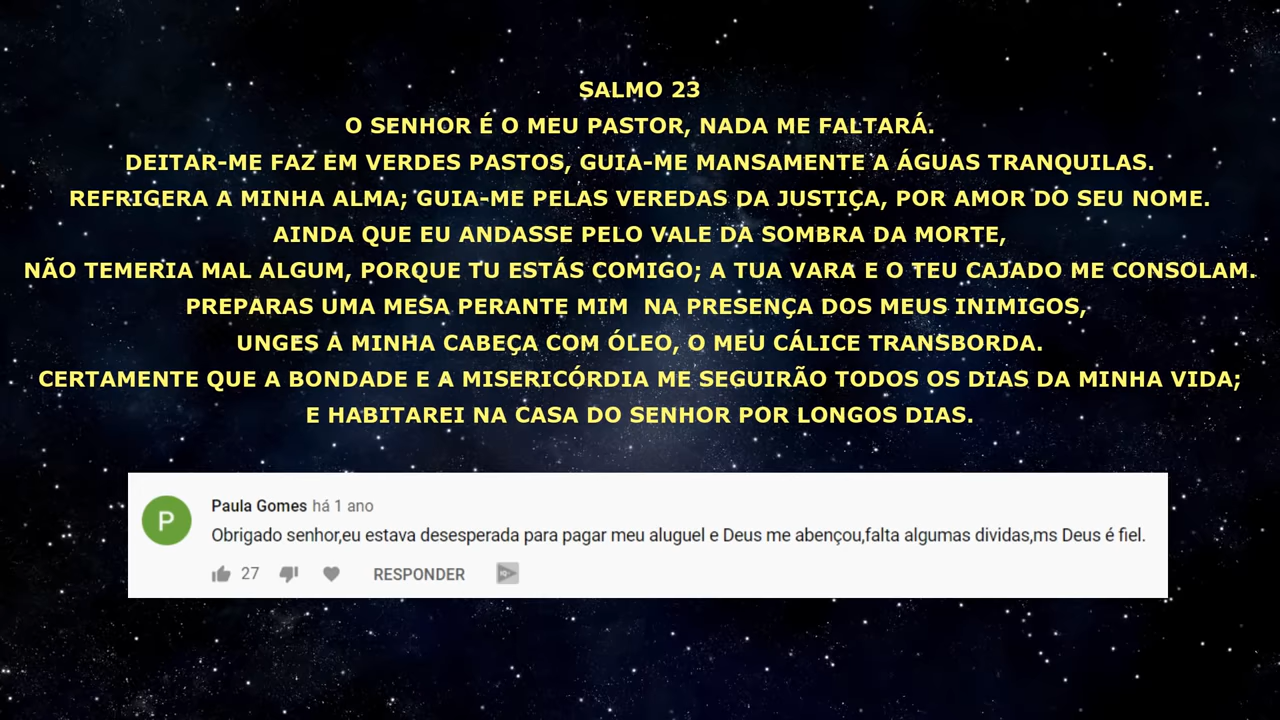 SALMO 23
O SENHOR É O MEU PASTOR, NADA ME FALTARÁ.
DEITAR-ME FAZ EM VERDES PASTOS, GUIA-ME MANSAMENTE A ÁGUAS TRANQUILAS.
REFRIGERA A MINHA ALMA; GUIA-ME PELAS VEREDAS DA JUSTIÇA, POR AMOR DO SEU NOME.
AINDA QUE EU ANDASSE PELO VALE DA SOMBRA DA MORTE,
NÃO TEMERIA MAL ALGUM, PORQUE TU ESTÁS COMIGO; A TUA VARA E O TEU CAJADO ME CONSOLAM.
PREPARAS UMA MESA PERANTE MIM  NA PRESENÇA DOS MEUS INIMIGOS,
UNGES A MINHA CABEÇA COM ÓLEO, O MEU CÁLICE TRANSBORDA.
CERTAMENTE QUE A BONDADE E A MISERICÓRDIA ME SEGUIRÃO TODOS OS DIAS DA MINHA VIDA;
E HABITAREI NA CASA DO SENHOR POR LONGOS DIAS.
P
Paula Gomes há 1 ano
Obrigado senhor,eu estava desesperada para pagar meu aluguel e Deus me abençou,falta algumas dividas,ms Deus é fiel.
27 RESPONDER